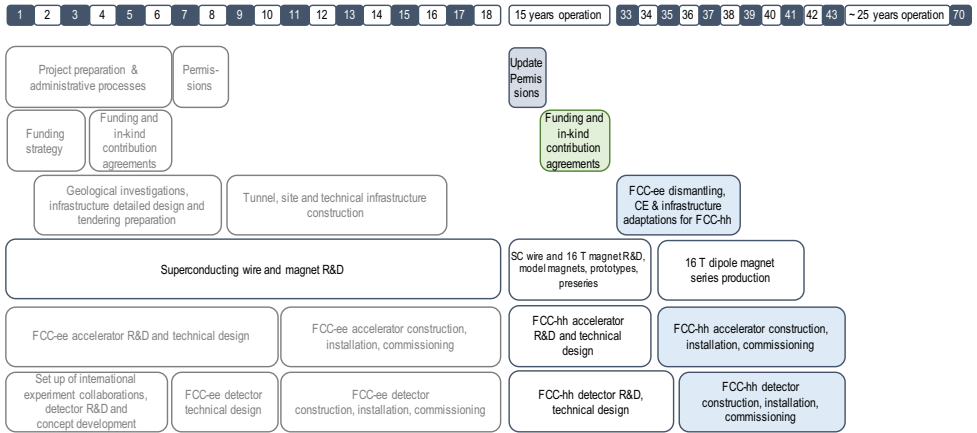 1 2 3 4 5 6 7 8 9 10 11 12 13 14 15 16 17 18 15 years operation 33 34 35 36 37 38 39 40 41 42 43 ~ 25 years operation 70
Project preparation &
administrative processes
Permis-
sions
Update
Permis
sions
Funding
strategy
Funding and
in-kind
contribution
agreements
Funding and
in-kind
contribution
agreements
Geological investigations,
infrastructure detailed design and
tendering preparation
Tunnel, site and technical infrastructure
construction
FCC-ee dismantling,
CE & infrastructure
adaptations for FCC-hh
Superconducting wire and magnet R&D
SC wire and 16 T magnet R&D,
model magnets, prototypes,
preseries
16 T dipole magnet
series production
FCC-ee accelerator R&D and technical design
FCC-ee accelerator construction,
installation, commissioning
FCC-hh accelerator
R&D and technical
design
FCC-hh accelerator construction,
installation, commissioning
Set up of international
experiment collaborations,
detector R&D and
concept development
FCC-ee detector
technical design
FCC-ee detector
construction, installation, commissioning
FCC-hh detector R&D,
technical design
FCC-hh detector
construction, installation,
commissioning